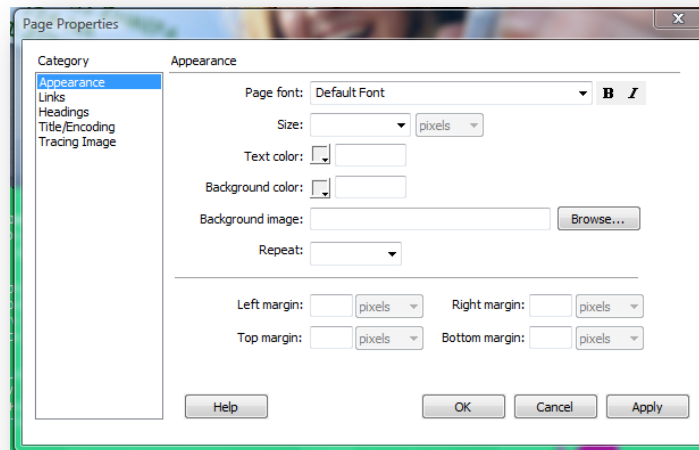 Page Properties
x
Category
Appearance
Links
Headings
Title/Encoding
Tracing Image
Appearance
Page font: Default Font B I
Size: pixels
Text color:
Background color:
Background image: Browse...
Repeat:
Left margin: pixels Right margin: pixels
Top margin: pixels Bottom margin: pixels
Help OK Cancel Apply